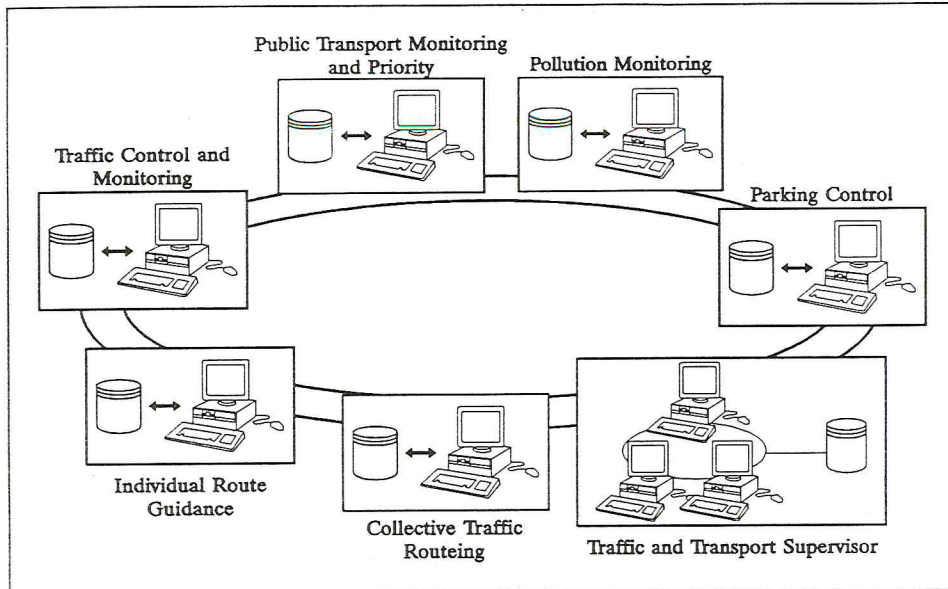 Public Transport Monitoring
and Priority
Pollution Monitoring
Traffic Control and
Monitoring
Parking Control
Individual Route
Guidance
Collective Traffic
Routeing
Traffic and Transport Supervisor